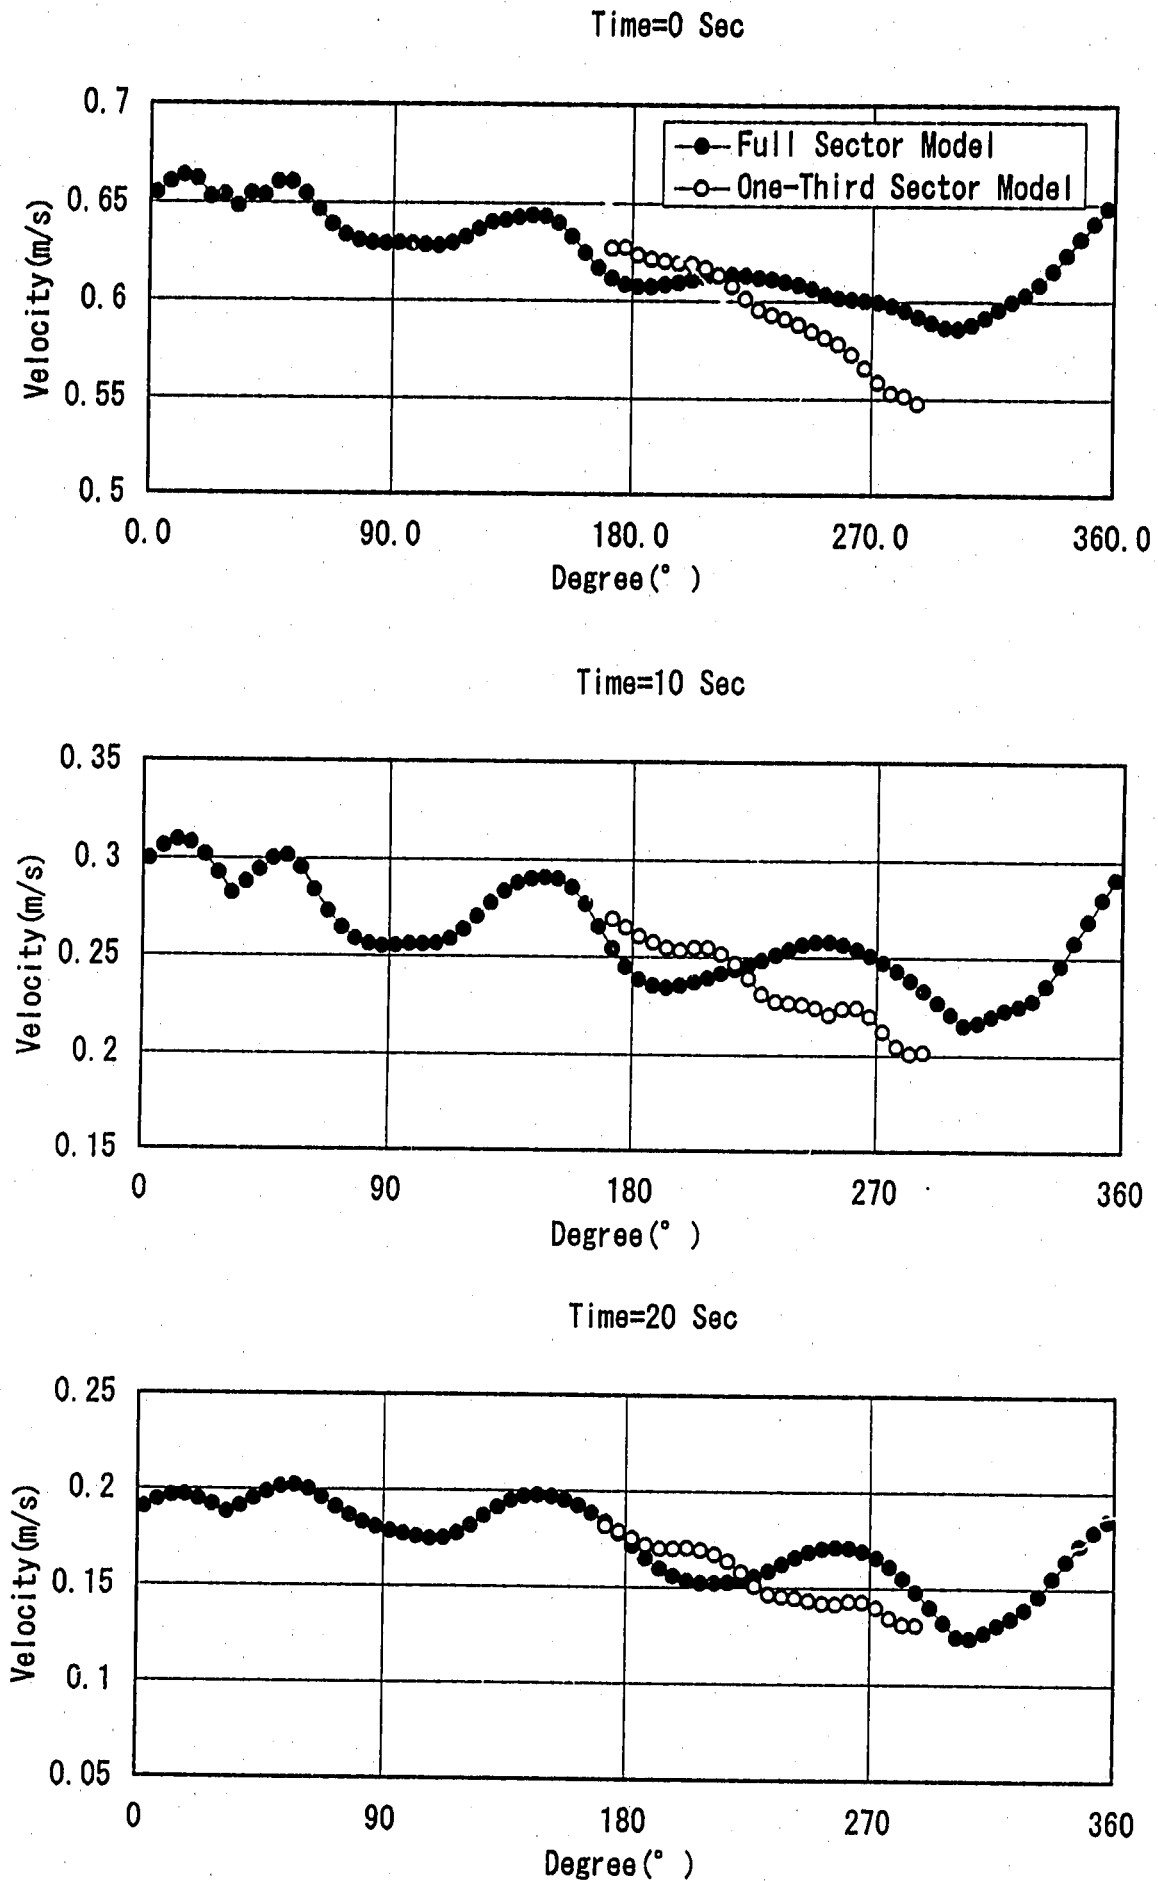 Time=0 Sec
0.7
0.65
0.6
0.55
0.5
Velocity(m/s)
Full Sector Model
One-Third Sector Model
0.0 90.0 180.0 270.0 360.0
Degree(° )
Time=10 Sec
0.35
0.3
0.25
0.2
0.15
Velocity(m/s)
0 90 180 270 360
Degree(° )
Time=20 Sec
0.25
0.2
0.15
0.1
0.05
Velocity(m/s)
0 90 180 270 360
Degree(° )